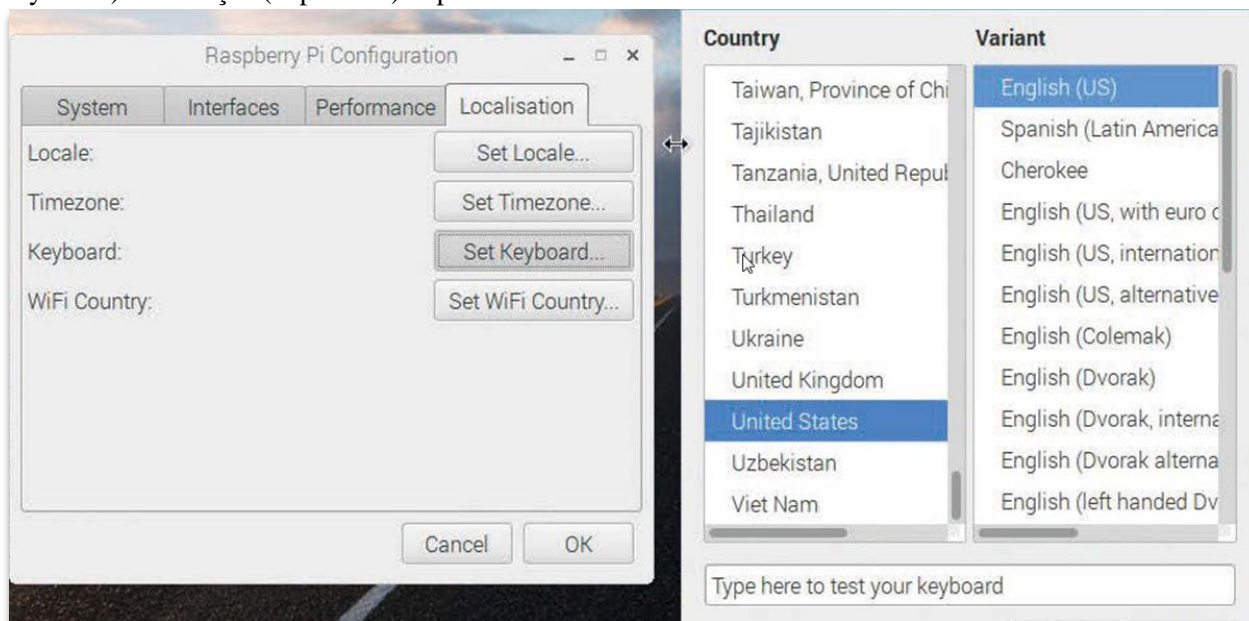 Raspberry Pi Configuration
System Interfaces Performance Localisation
Locale: Set Locale...
Timezone: Set Timezone...
Keyboard: Set Keyboard...
WiFi Country: Set WiFi Country...
Cancel OK
Country
Taiwan, Province of Chi
Tajikistan
Tanzania, United Repu
Thailand
Turkey
Turkmenistan
Ukraine
United Kingdom
United States
Uzbekistan
Viet Nam
Variant
English (US)
Spanish (Latin America
Cherokee
English (US, with euro
English (US, internation
English (US, alternative
English (Colemak)
English (Dvorak)
English (Dvorak, interna
English (Dvorak alterna
English (left handed Dv
Type here to test your keyboard